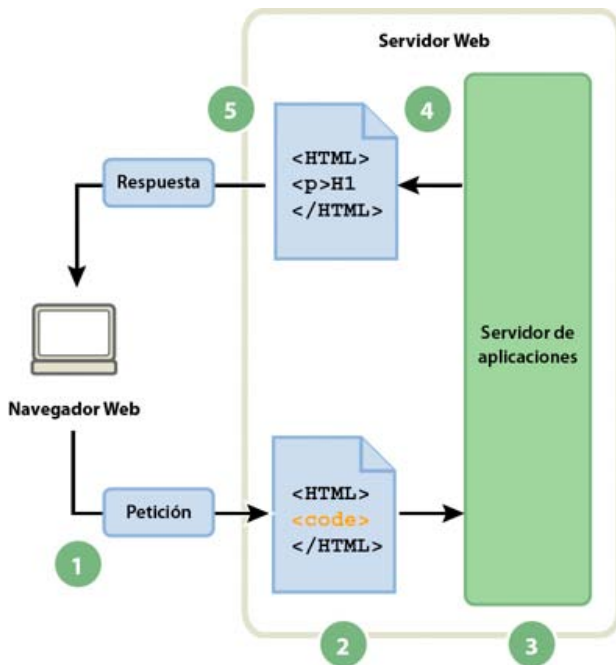 Servidor Web
5
4
<HTML>
<p>H1
</HTML>
Respuesta
Servidor de
aplicaciones
Navegador Web
<HTML>
<code>
</HTML>
Petición
1
2
3